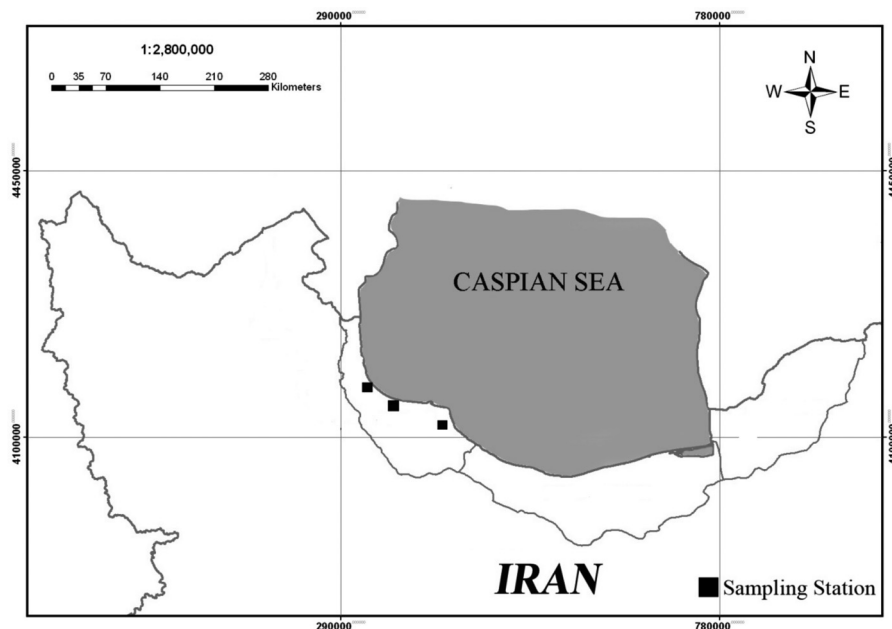 290000 780000
1:2,800,000
0 35 70 140 210 280
Kilometers
N
W E
S
4450000 4450000
CASPIAN SEA
4100000 4100000
IRAN
Sampling Station
290000 780000